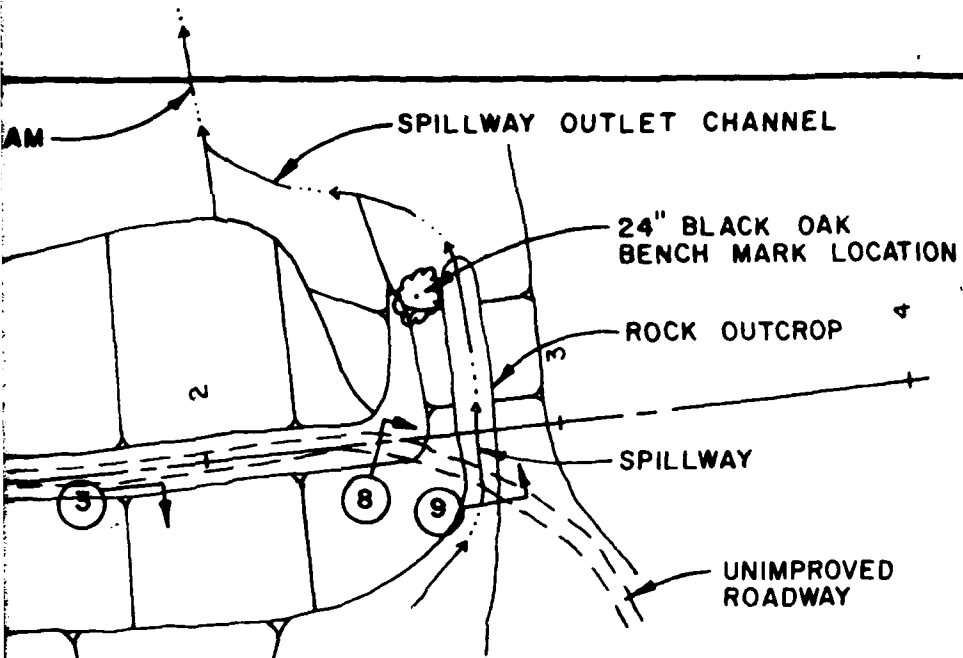 AM
SPILLWAY OUTLET CHANNEL
24" BLACK OAK
BENCH MARK LOCATION
ROCK OUTCROP
4
3
2
SPILLWAY
3
8
9
UNIMPROVED
ROADWAY